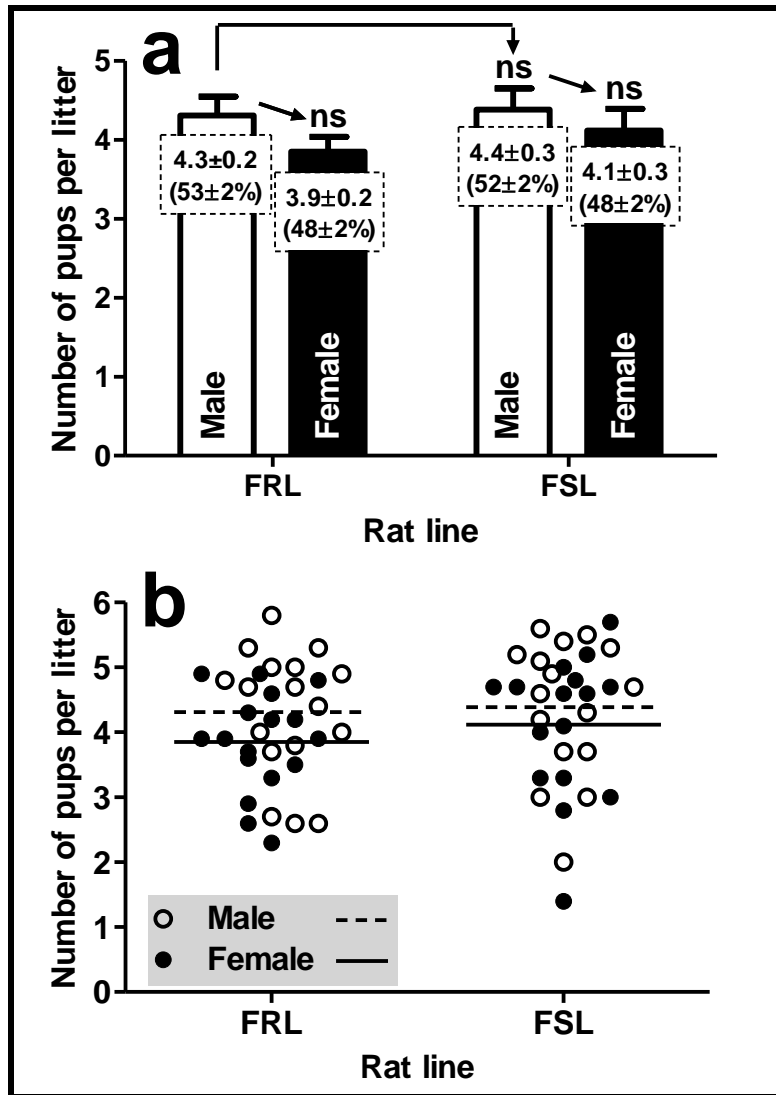 a
Number of pups per litter
5
4
3
2
1
0
ns
ns
ns
4.3±0.2
(53±2%)
3.9±0.2
(48±2%)
4.4±0.3
(52±2%)
4.1±0.3
(48±2%)
Male
Female
Male
Female
FRL
FSL
Rat line
b
Number of pups per litter
6
5
4
3
2
1
0
Male
Female
FRL
FSL
Rat line